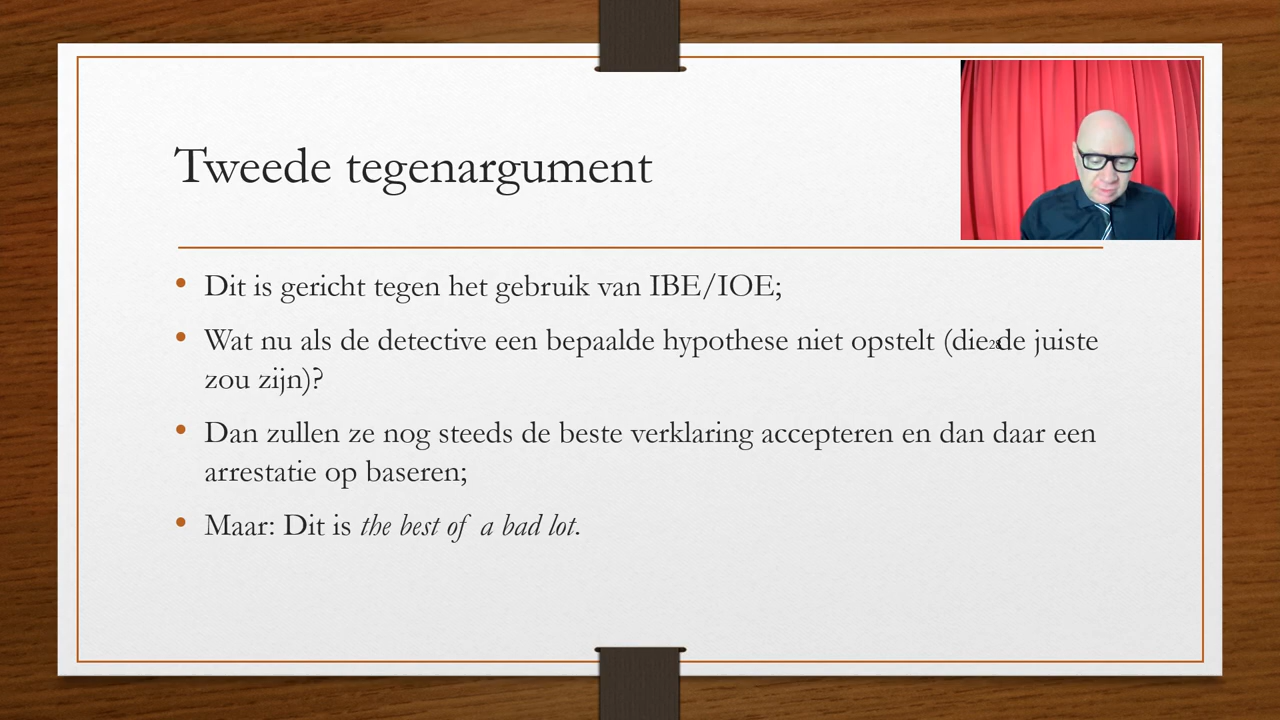 Tweede tegenargument
• Dit is gericht tegen het gebruik van IBE/IOE;
• Wat nu als de detective een bepaalde hypothese niet opstelt (die de juiste
zou zijn)?
• Dan zullen ze nog steeds de beste verklaring accepteren en dan daar een
arrestatie op baseren;
• Maar: Dit is the best of a bad lot.